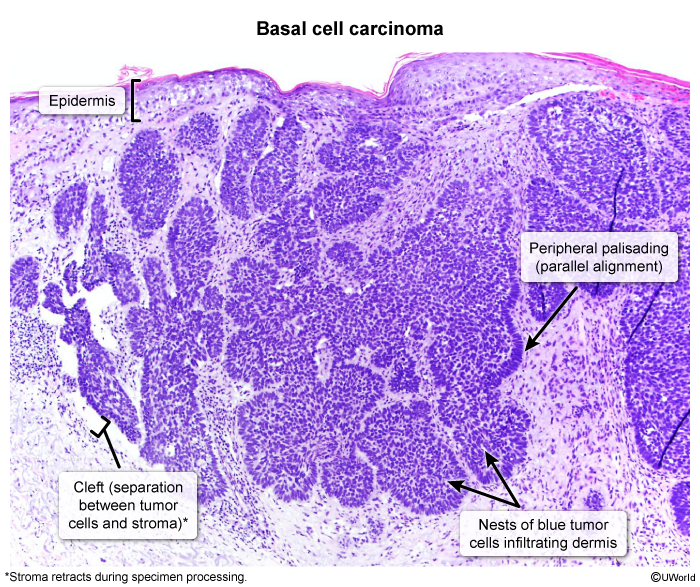 Basal cell carcinoma
Epidermis
Peripheral palisading
(parallel alignment)
Cleft (separation
between tumor
cells and stroma)*
Nests of blue tumor
cells infiltrating dermis
*Stroma retracts during specimen processing.
©UWorld